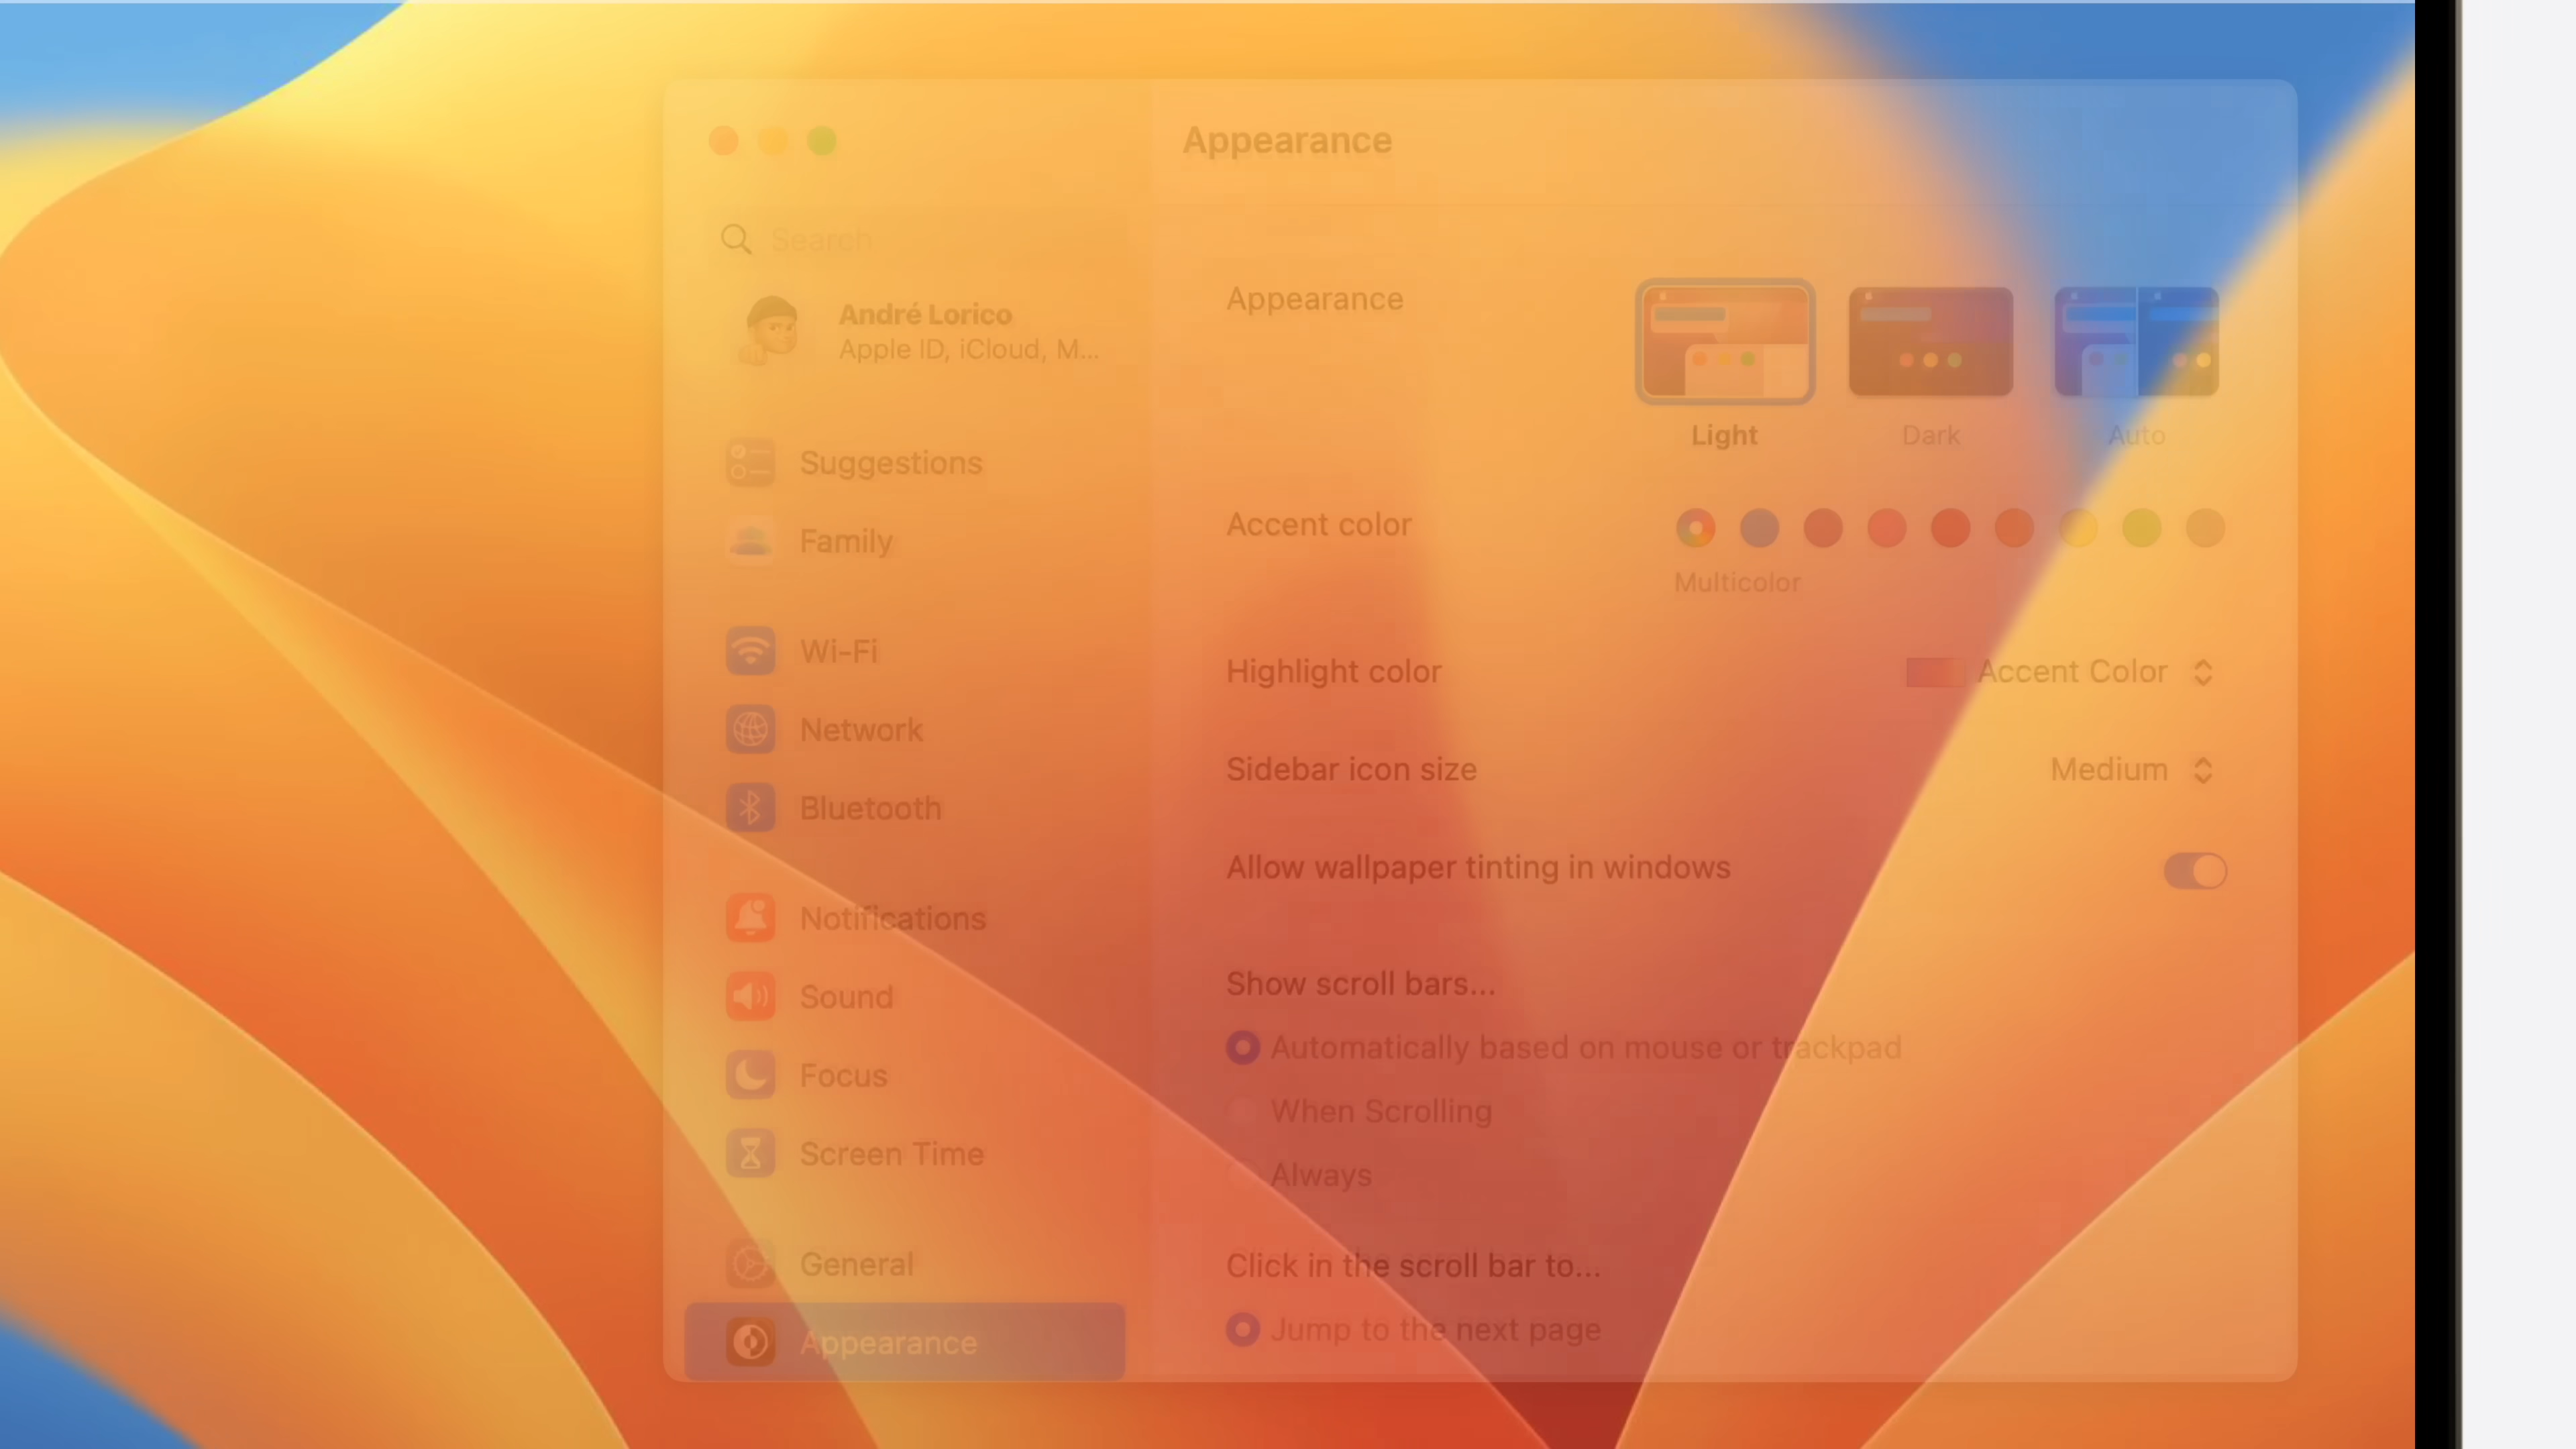 Appearance
Search
André Lorico
Apple ID, iCloud, M...
Suggestions
Family
Wi-Fi
Network
Bluetooth
Notifications
Sound
Focus
Screen Time
General
Appearance
Appearance
Light
Dark
Auto
Accent color
Multicolor
Highlight color
Accent Color
Sidebar icon size
Medium
Allow wallpaper tinting in windows
Show scroll bars...
Automatically based on mouse or trackpad
When Scrolling
Always
Click in the scroll bar to...
Jump to the next page